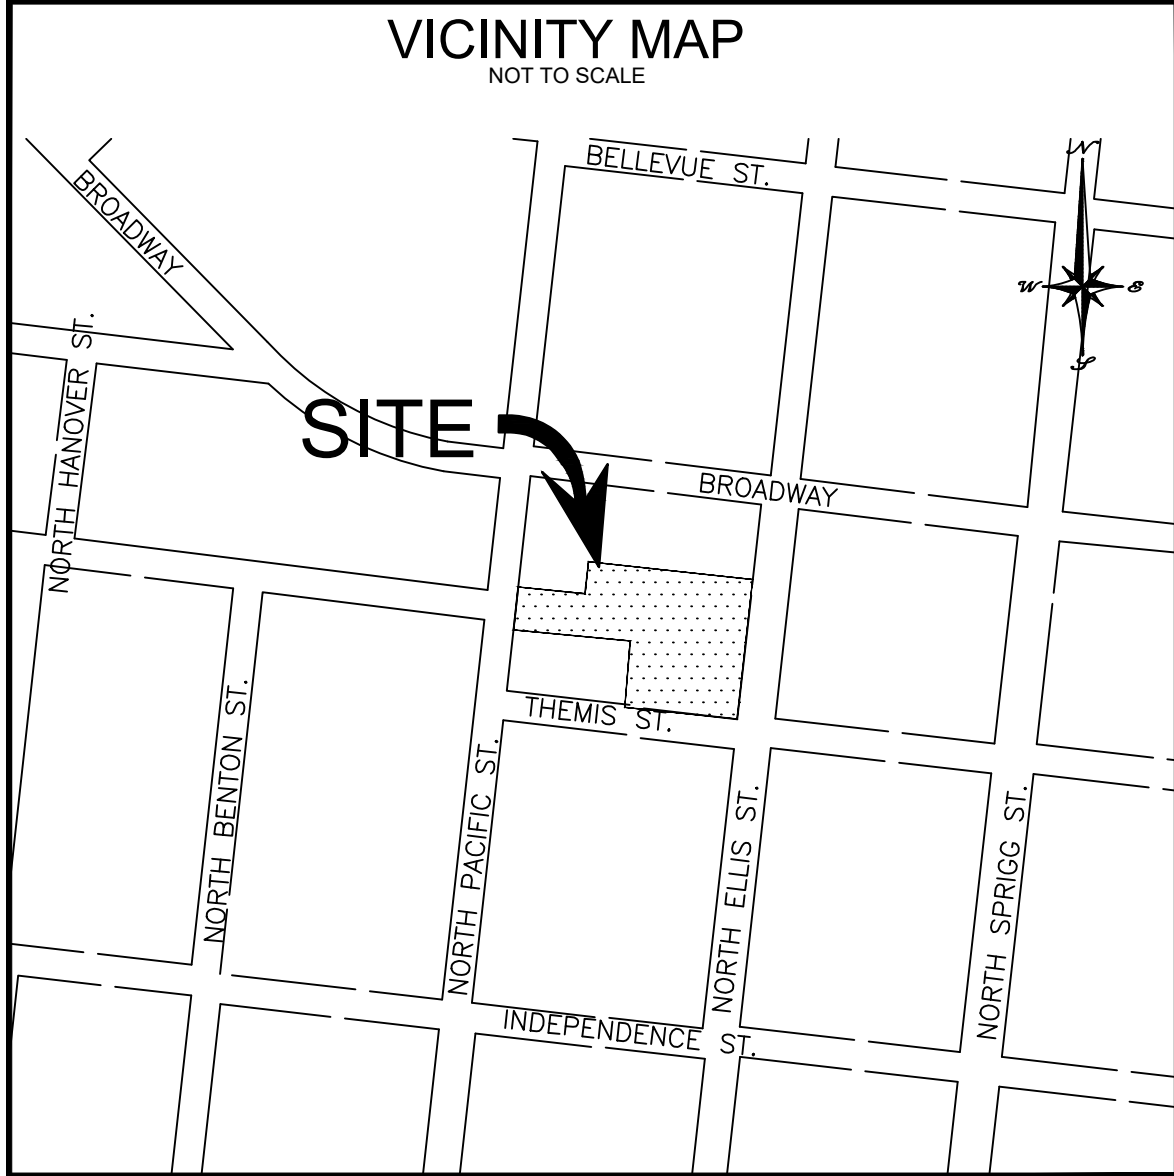 VICINITY MAP
NOT TO SCALE
BELLEVUE ST.
N
BROADWAY
W
E
S
NORTH HANOVER ST.
SITE
BROADWAY
THEMIS ST.
NORTH BENTON ST.
NORTH PACIFIC ST.
NORTH ELLIS ST.
NORTH SPRIGG ST.
INDEPENDENCE ST.